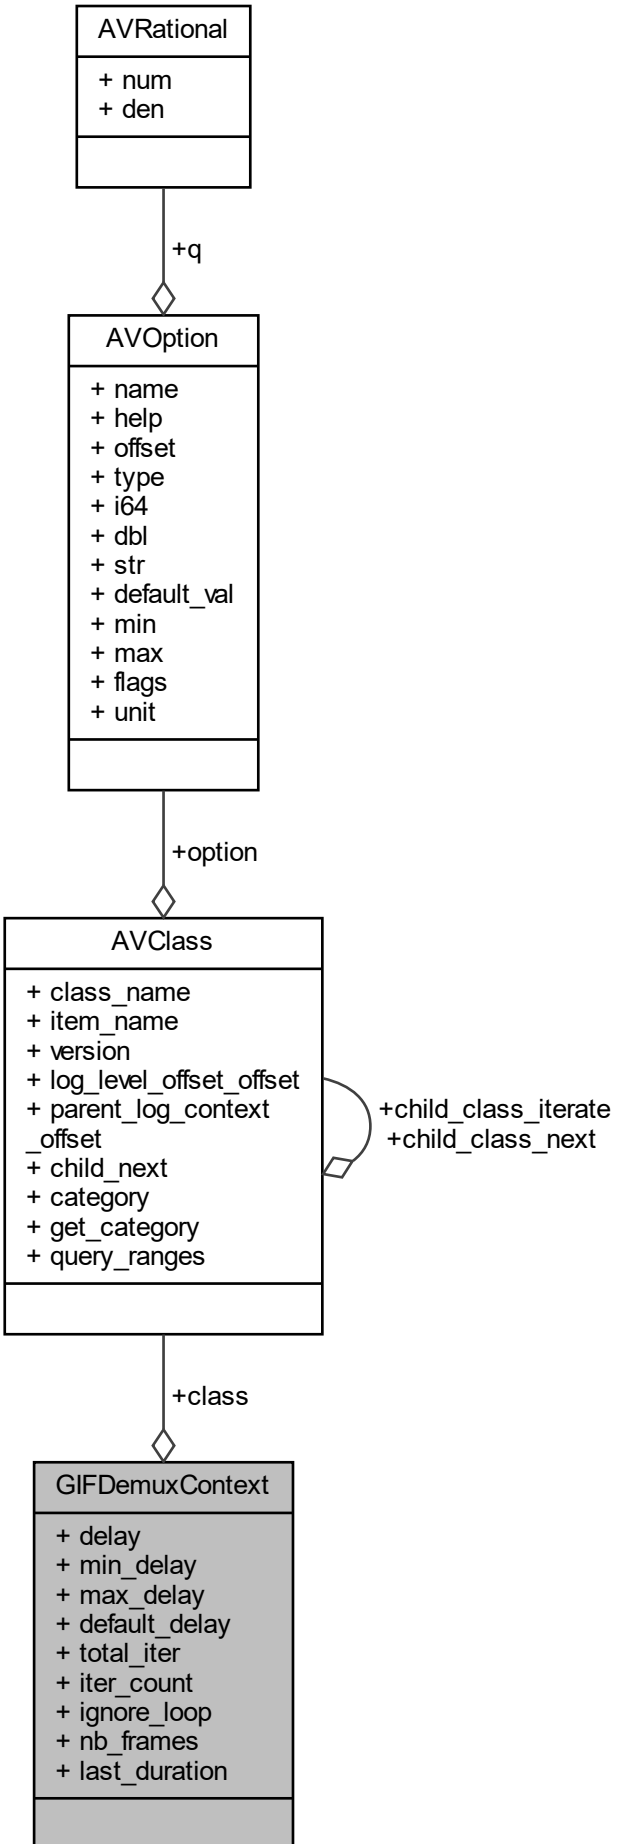 AVRational
+ num
+ den
+q
AVOption
+ name
+ help
+ offset
+ type
+ i64
+ dbl
+ str
+ default_val
+ min
+ max
+ flags
+ unit
+option
AVClass
+ class_name
+ item_name
+ version
+ log_level_offset_offset
+ parent_log_context
_offset
+ child_next
+ category
+ get_category
+ query_ranges
+child_class_iterate
+child_class_next
+class
GIFDemuxContext
+ delay
+ min_delay
+ max_delay
+ default_delay
+ total_iter
+ iter_count
+ ignore_loop
+ nb_frames
+ last_duration